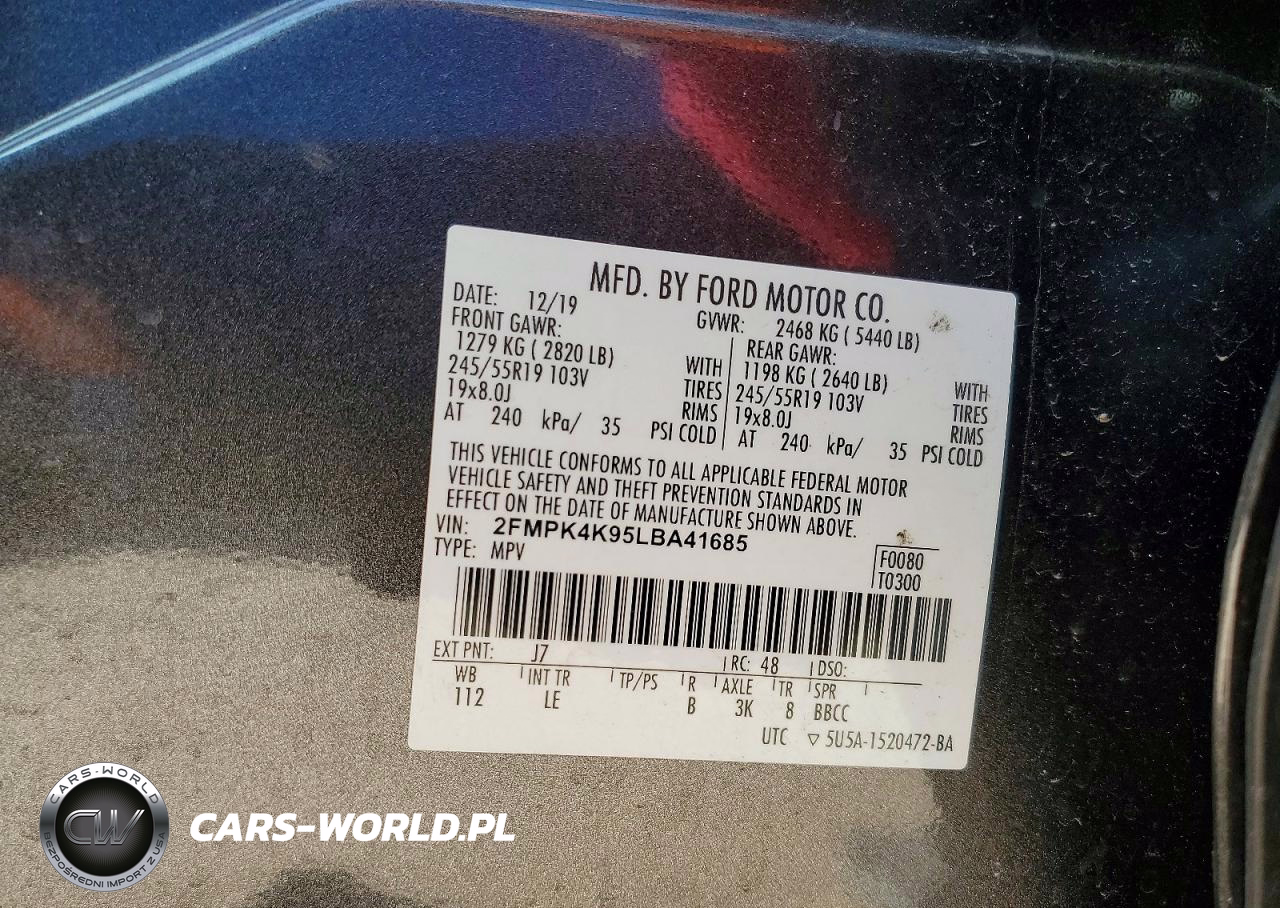 MFD. BY FORD MOTOR CO.
DATE: 12/19 GVWR: 2468 KG ( 5440 LB)
FRONT GAWR: REAR GAWR:
1279 KG ( 2820 LB) WITH 1198 KG ( 2640 LB) WITH
245/55R19 103V TIRES 245/55R19 103V TIRES
19x8.0J RIMS 19x8.0J RIMS
AT 240 kPa/ 35 PSI COLD AT 240 kPa/ 35 PSI COLD
THIS VEHICLE CONFORMS TO ALL APPLICABLE FEDERAL MOTOR
VEHICLE SAFETY AND THEFT PREVENTION STANDARDS IN
EFFECT ON THE DATE OF MANUFACTURE SHOWN ABOVE.
VIN: 2FMPK4K95LBA41685
TYPE: MPV F0080
T0300
EXT PNT: J7 RC: 48 DSO:
WB INT TR TP/PS R AXLE TR SPR
112 LE B 3K 8 BBCC
UTC ▽ 5U5A-1520472-BA
CARS-WORLD
CW
BEZPOŚREDNI IMPORT Z USA
CARS-WORLD.PL